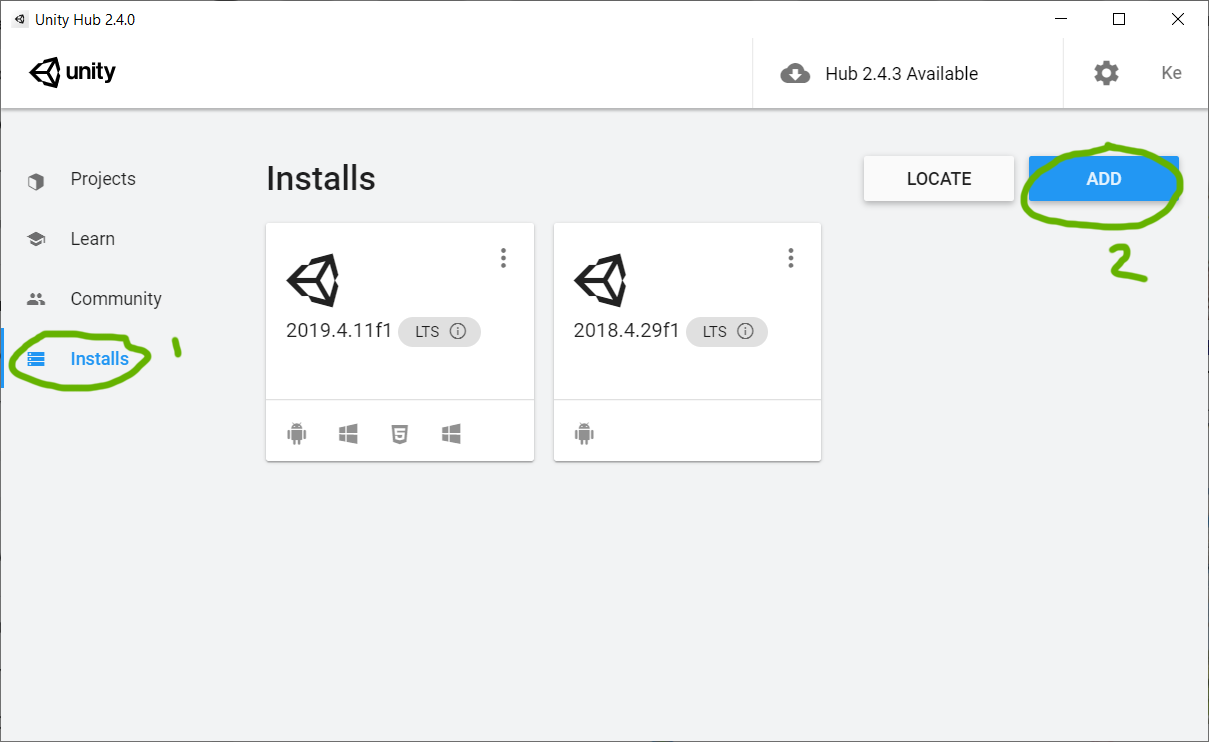 Unity Hub 2.4.0
unity
Hub 2.4.3 Available
Ke
Projects
Learn
Community
Installs
1
Installs
LOCATE
ADD
2
2019.4.11f1 LTS
2018.4.29f1 LTS